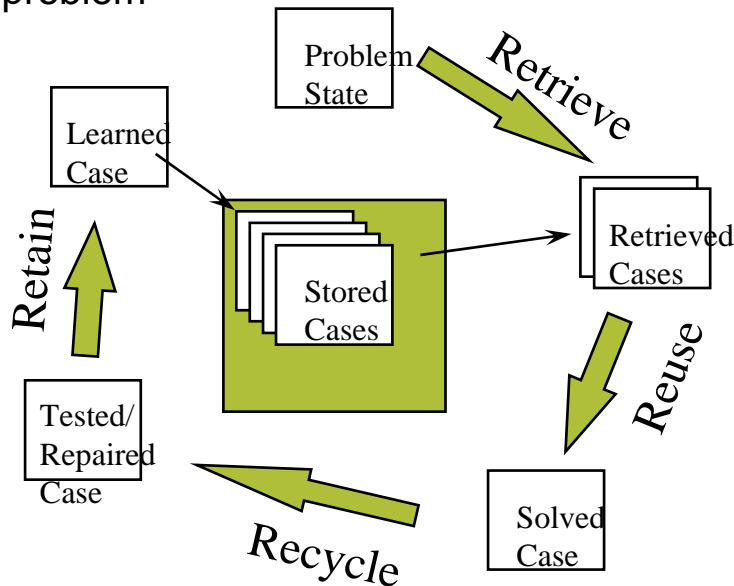 problem
Problem
State
Retrieve
Learned
Case
Retrieved
Cases
Stored
Cases
Retain
Reuse
Tested/
Repaired
Case
Solved
Case
Recycle